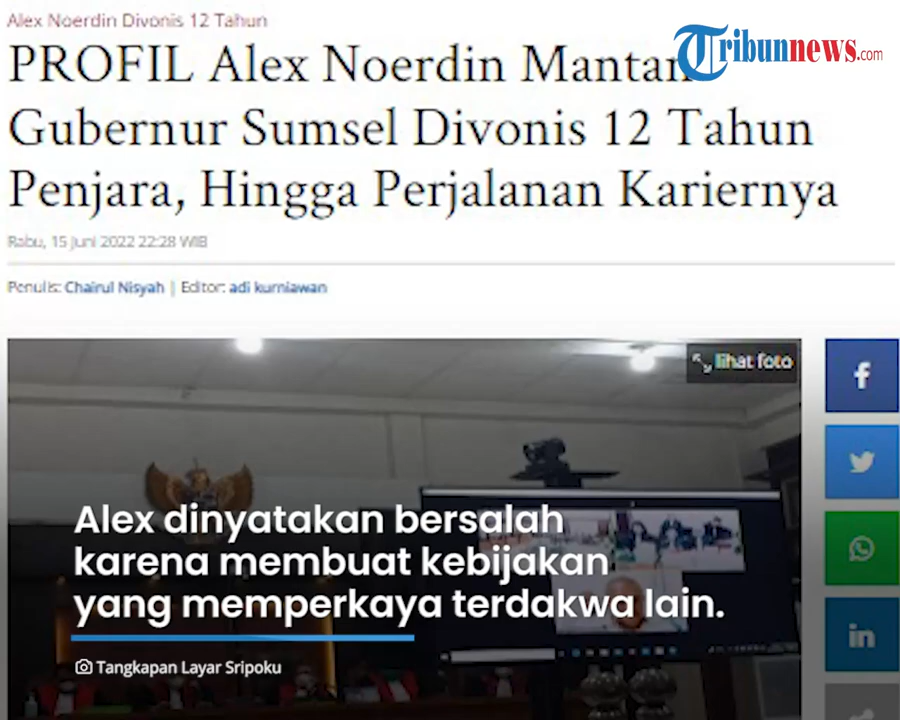 Alex Noerdin Divonis 12 Tahun
Tribunnews.com
PROFIL Alex Noerdin Mantan
Gubernur Sumsel Divonis 12 Tahun
Penjara, Hingga Perjalanan Kariernya
Rabu, 15 Juni 2022 22:28 WIB
Penulis: Chairul Nisyah | Editor: adi kurniawan
lihat foto
Alex dinyatakan bersalah
karena membuat kebijakan
yang memperkaya terdakwa lain.
Tangkapan Layar Sripoku